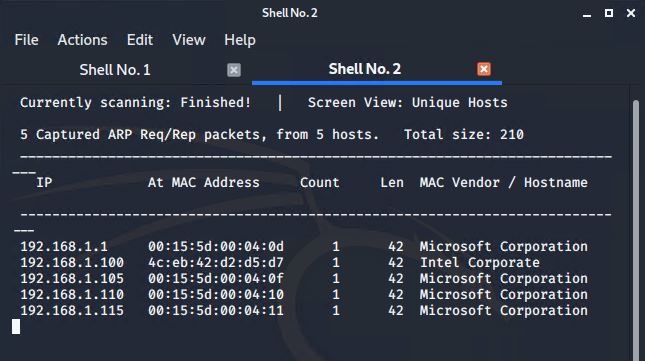 Shell No. 2
File Actions Edit View Help
Shell No. 1 Shell No. 2
Currently scanning: Finished! | Screen View: Unique Hosts
5 Captured ARP Req/Rep packets, from 5 hosts. Total size: 210
_____________________________________________________________________________
IP At MAC Address Count Len MAC Vendor / Hostname
-----------------------------------------------------------------------------
192.168.1.1 00:15:5d:00:04:0d 1 42 Microsoft Corporation
192.168.1.100 4c:eb:42:d2:d5:d7 1 42 Intel Corporate
192.168.1.105 00:15:5d:00:04:0f 1 42 Microsoft Corporation
192.168.1.110 00:15:5d:00:04:10 1 42 Microsoft Corporation
192.168.1.115 00:15:5d:00:04:11 1 42 Microsoft Corporation